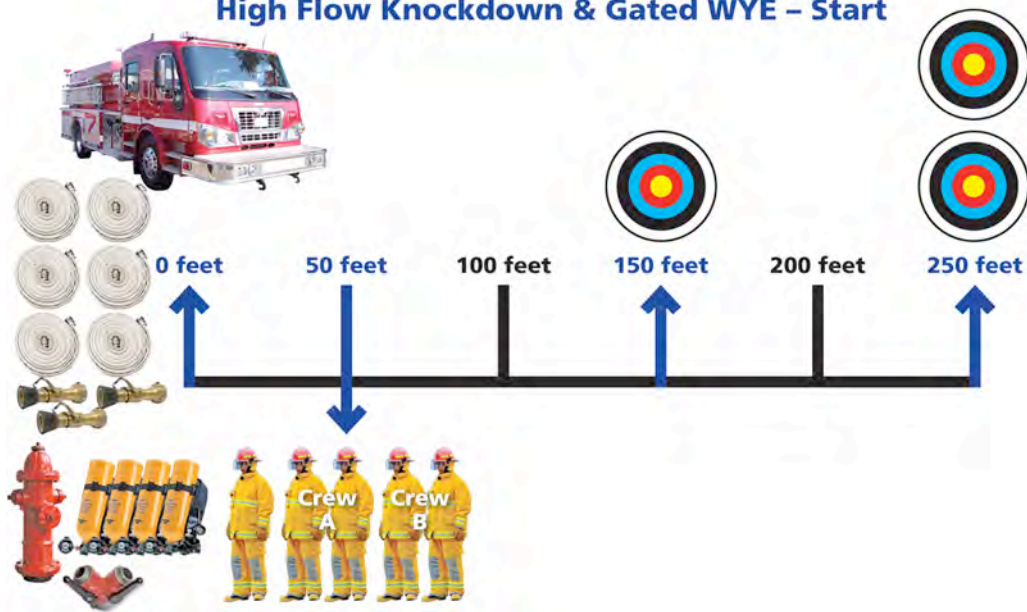 High Flow Knockdown & Gated WYE – Start
0 feet
50 feet
100 feet
150 feet
200 feet
250 feet
Crew
A
Crew
B